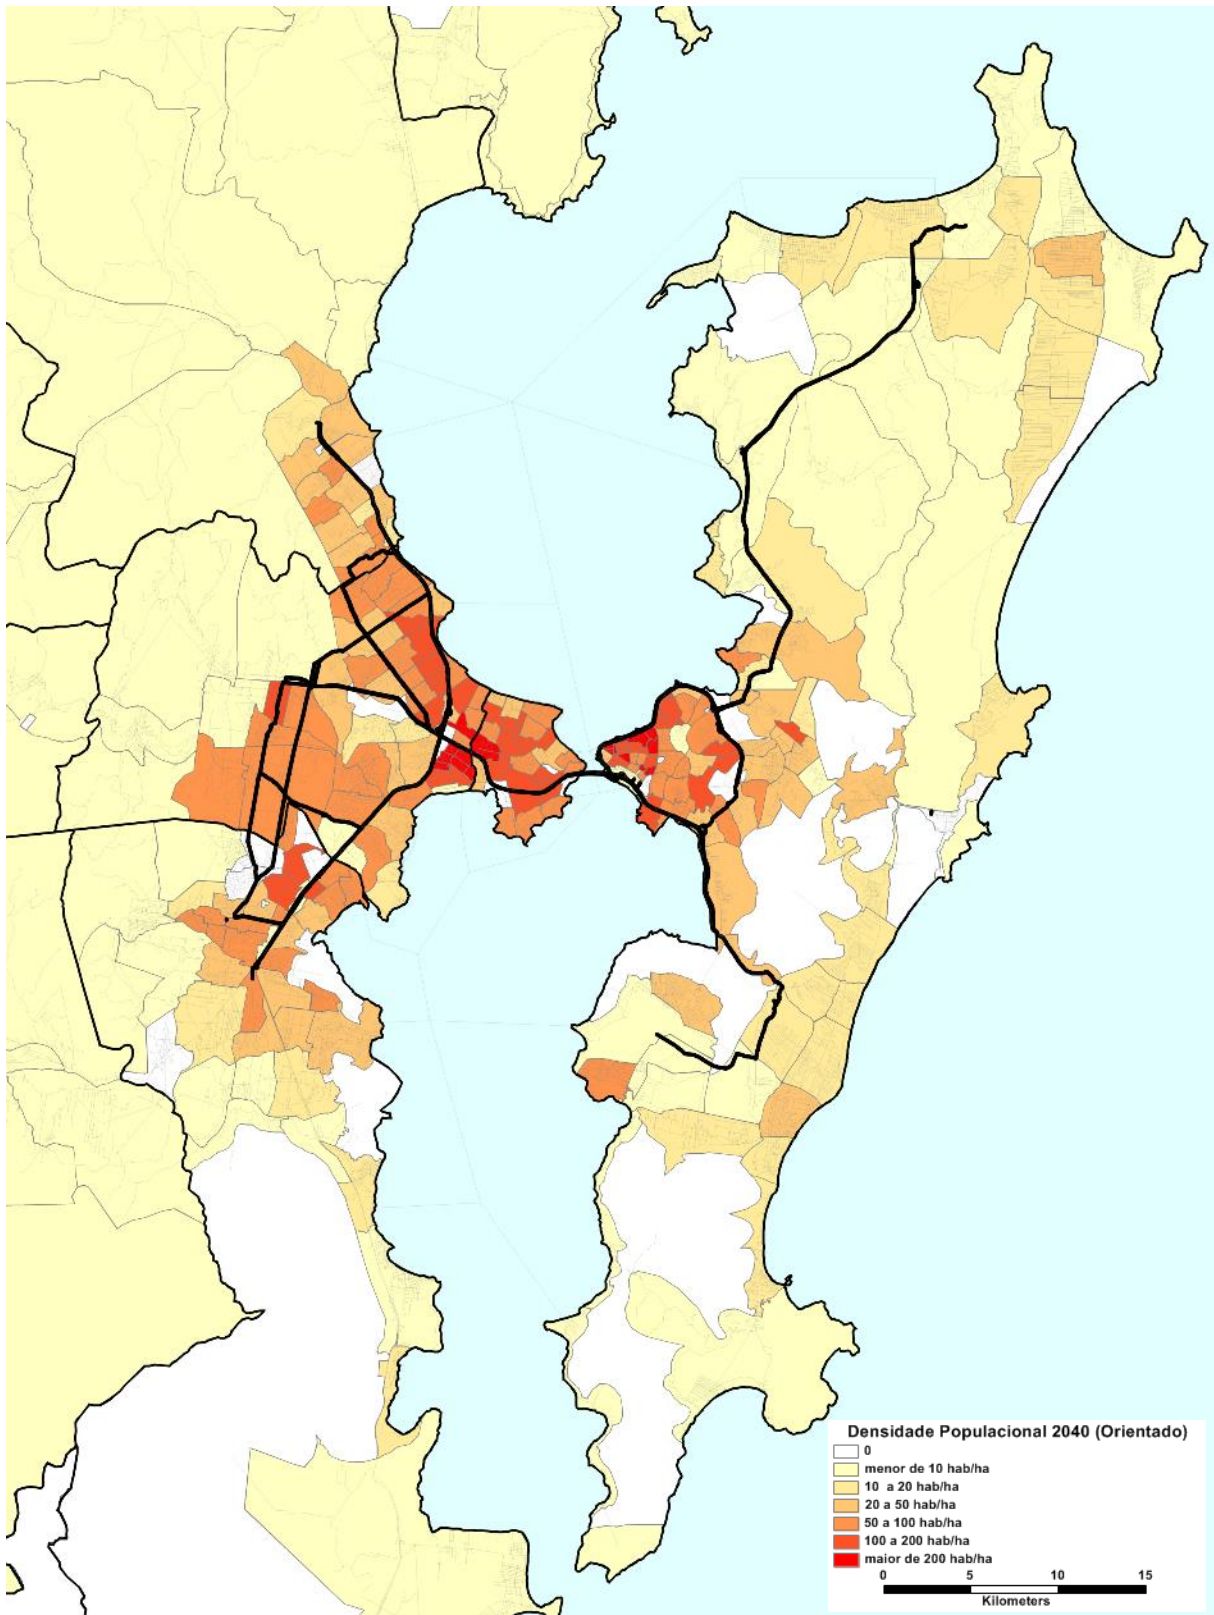 Densidade Populacional 2040 (Orientado)
0
menor de 10 hab/ha
10 a 20 hab/ha
20 a 50 hab/ha
50 a 100 hab/ha
100 a 200 hab/ha
maior de 200 hab/ha
0 5 10 15
Kilometers